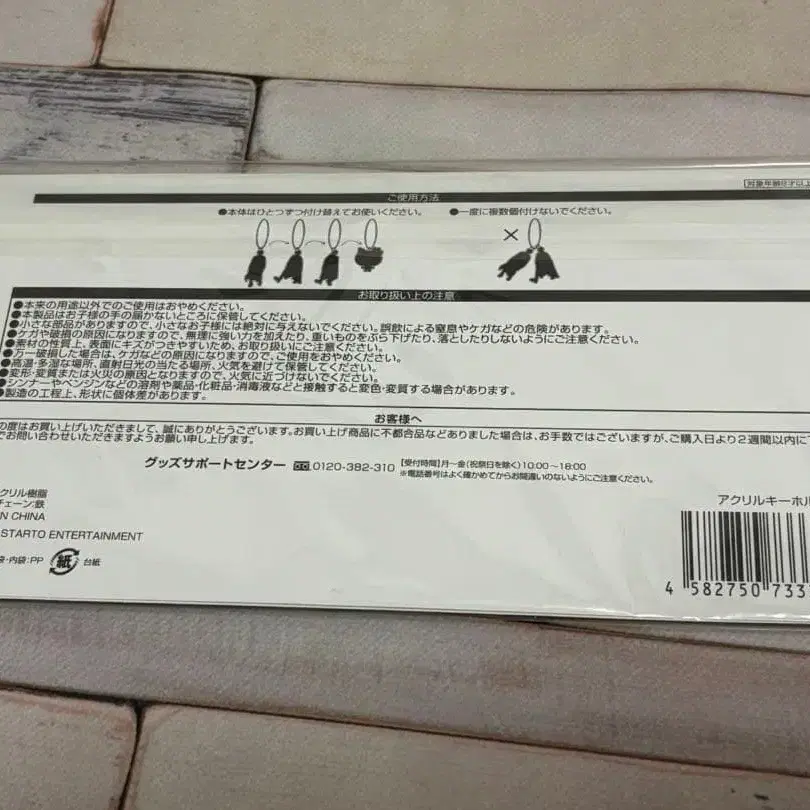 対象年齢8才以上
ご使用方法
●本体はひとつずつ付け替えてお使いください。 ●一度に複数個付けないでください。
×
お取り扱い上の注意
●本来の用途以外でのご使用はおやめください。
●本製品はお子様の手の届かないところに保管してください。
●小さな部品がありますので、小さなお子様には絶対に与えないでください。誤飲による窒息やケガなどの危険があります。
●ケガや破損の原因になりますので、無理に強い力を加えたり、重いものをぶら下げたり、落としたりしないようにご注意ください。
●素材の性質上、表面にキズがつきやすいため、お取り扱いにご注意ください。
●万一破損した場合は、ケガなどの原因になりますので、ご使用をおやめください。
●高温・多湿な場所、直射日光の当たる場所、火気を避けて保管してください。
●変形・変質または火災の原因となりますので、火気に近づけないでください。
●シンナーやベンジンなどの溶剤や薬品・化粧品・消毒液などと接触すると変色・変質する場合があります。
●製造の工程上、形状に個体差があります。
お客様へ
の度はお買い上げいただきまして、誠にありがとうございます。お買い上げ商品に不都合品などありました場合は、お手数ではございますが、ご購入日より2週間以内に
でお問い合わせいただきますようお願い申し上げます。
グッズサポートセンター 0120-382-310 【受付時間】月～金(祝祭日を除く)10:00～18:00
※電話番号はよく確かめてからお間違いのないようにご注意ください。
クリル樹脂
チェーン:鉄
N CHINA
STARTO ENTERTAINMENT
袋・内袋:PP 紙 台紙
アクリルキーホル
4 582750 733